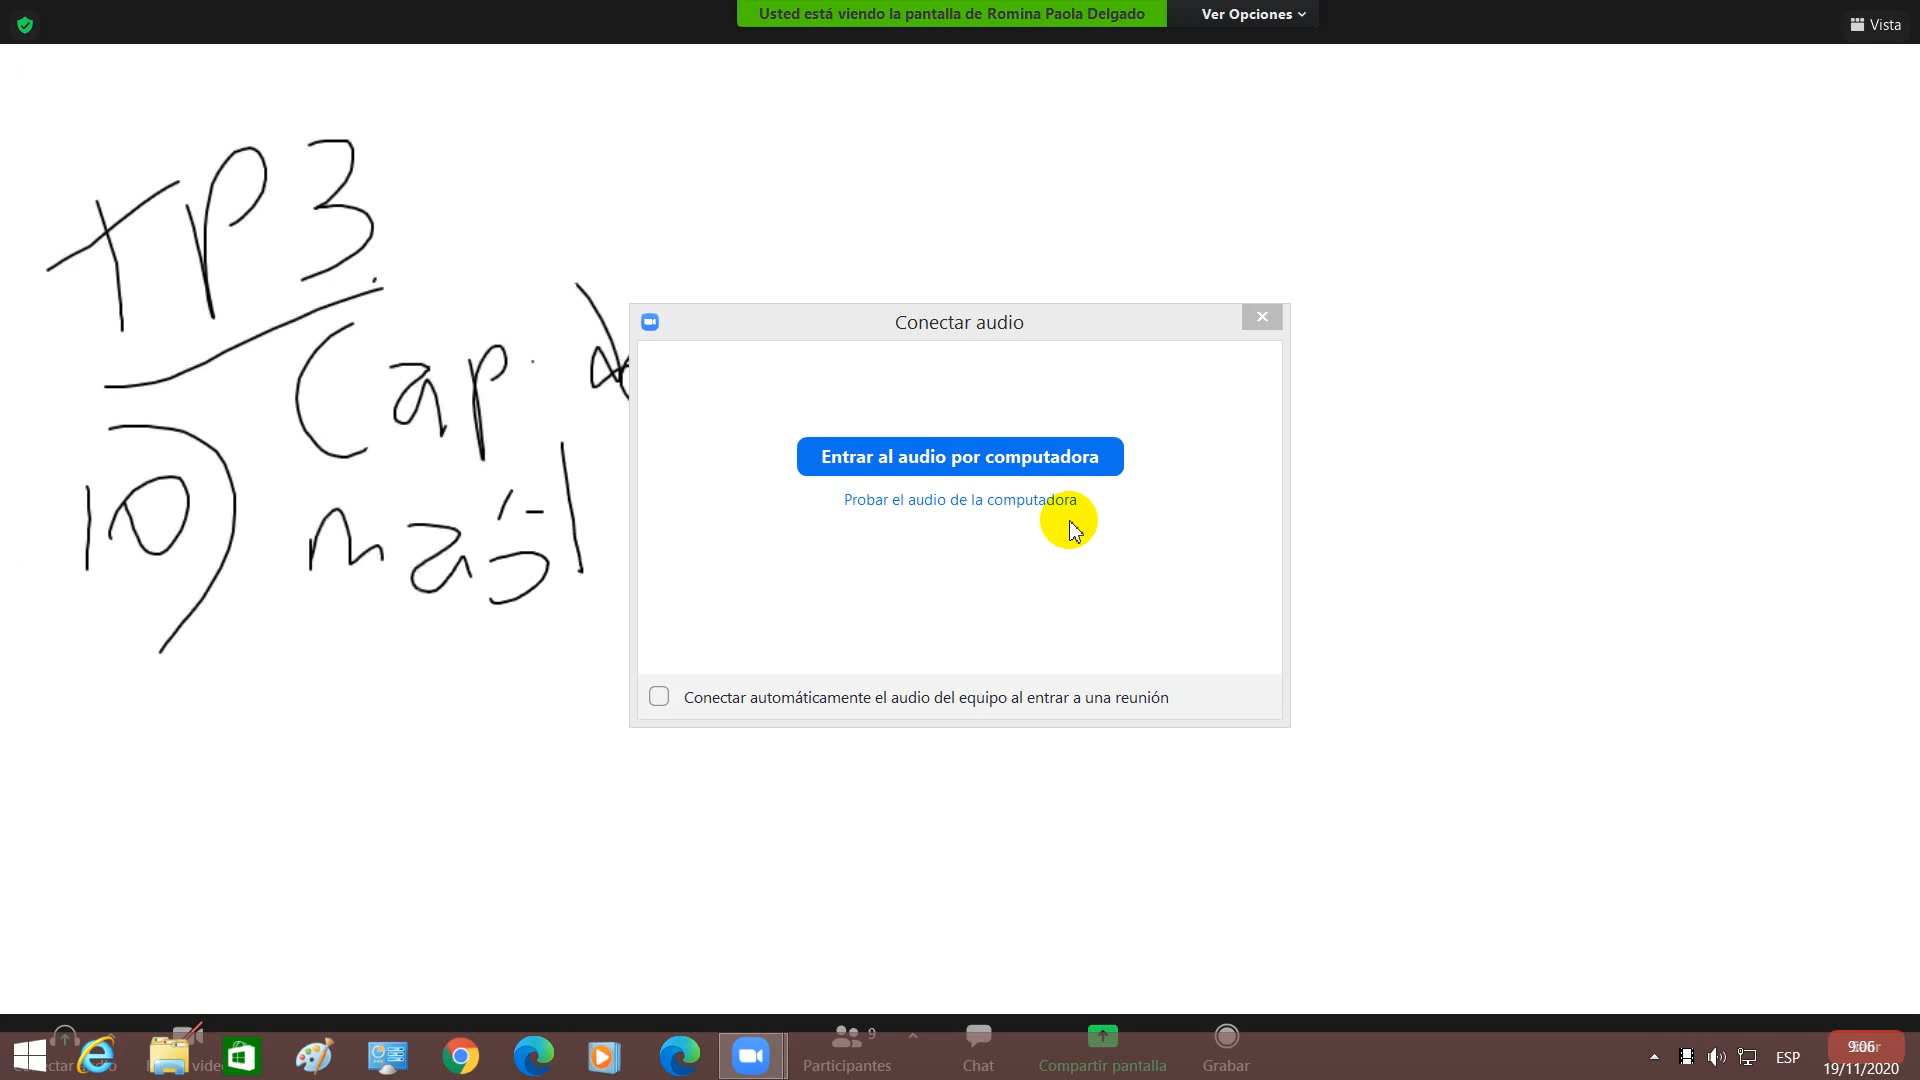 Usted está viendo la pantalla de Romina Paola Delgado
Ver Opciones
Vista
TP3
Cap.
10)
Conectar audio
Entrar al audio por computadora
Probar el audio de la computadora
Conectar automáticamente el audio del equipo al entrar a una reunión
9
Participantes
Chat
Compartir pantalla
Grabar
ESP
9:06
19/11/2020